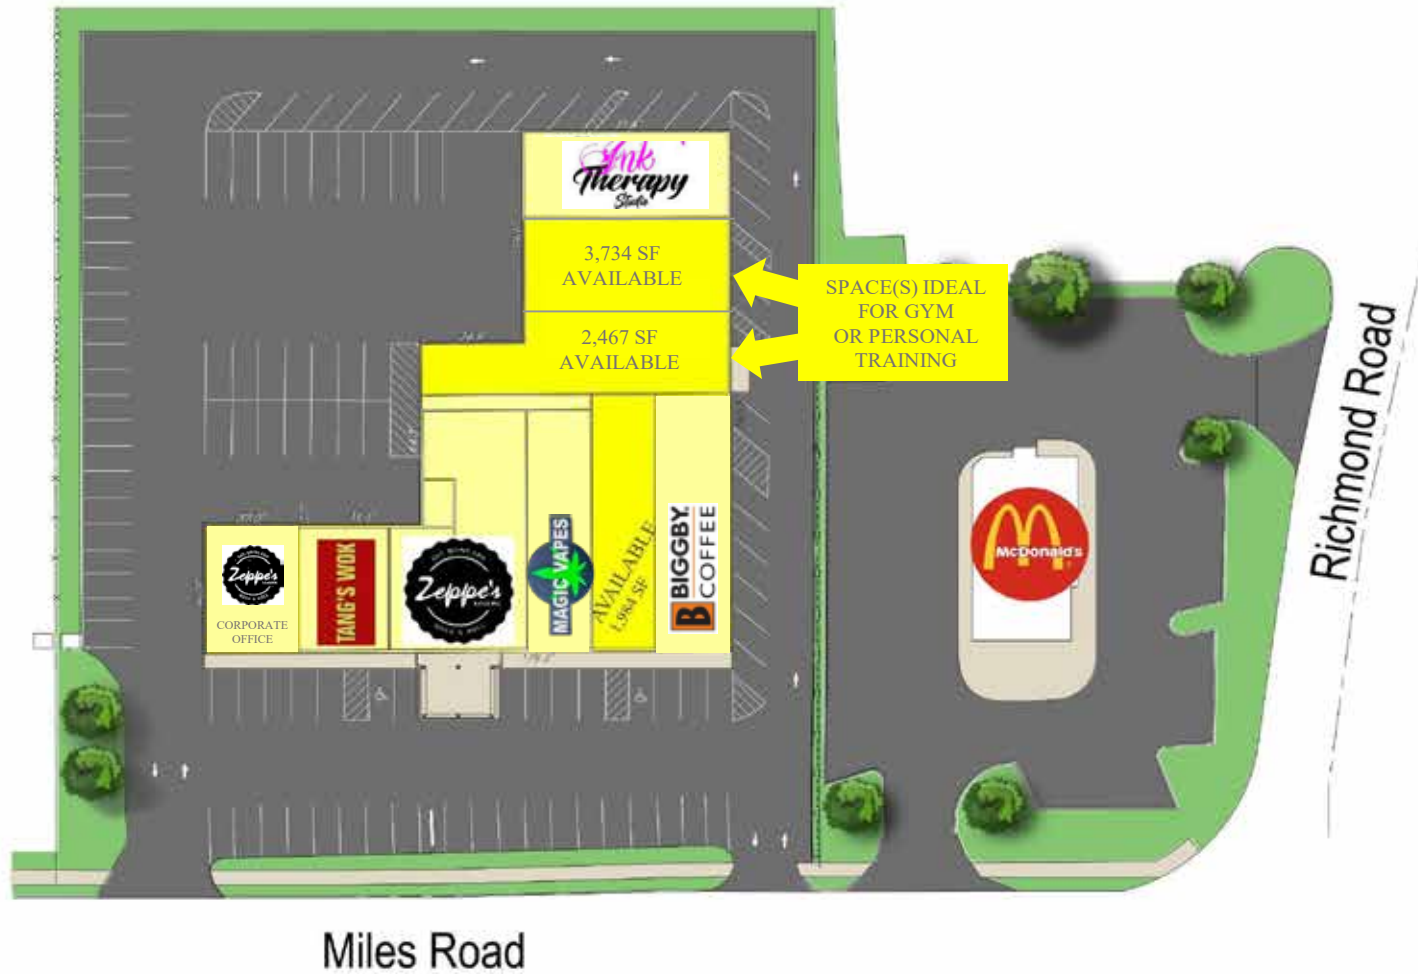 Ink
Therapy
Studio
3,734 SF
AVAILABLE
2,467 SF
AVAILABLE
SPACE(S) IDEAL
FOR GYM
OR PERSONAL
TRAINING
Zeppe's
CORPORATE
OFFICE
TANG'S WOK
Zeppe's
MAGIC VAPES
AVAILABLE
1,984 SF
BIGGBY.
COFFEE
B
McDonald's
Richmond Road
Miles Road